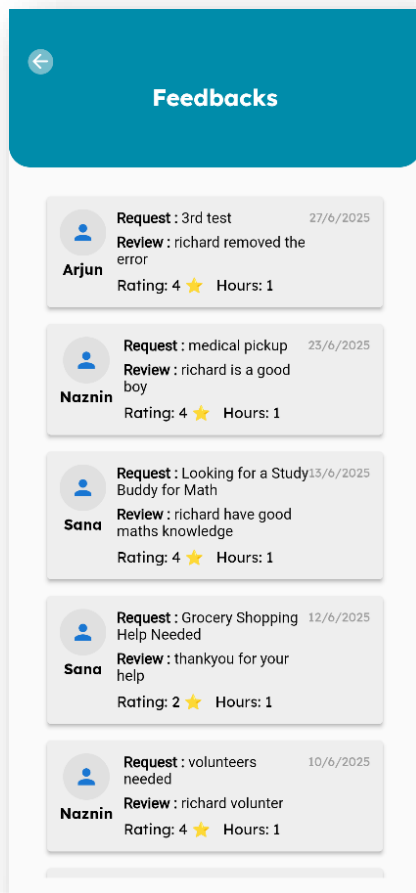 Feedbacks
Request : 3rd test 27/6/2025
Review : richard removed the
error
Arjun
Rating: 4 ⭐ Hours: 1
Request : medical pickup 23/6/2025
Review : richard is a good
boy
Naznin
Rating: 4 ⭐ Hours: 1
Request : Looking for a Study 13/6/2025
Buddy for Math
Review : richard have good
maths knowledge
Sana
Rating: 4 ⭐ Hours: 1
Request : Grocery Shopping 12/6/2025
Help Needed
Review : thankyou for your
help
Sana
Rating: 2 ⭐ Hours: 1
Request : volunteers 10/6/2025
needed
Review : richard volunter
Naznin
Rating: 4 ⭐ Hours: 1